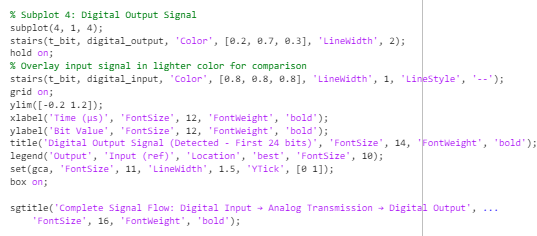 % Subplot 4: Digital Output Signal
subplot(4, 1, 4);
stairs(t_bit, digital_output, 'Color', [0.2, 0.7, 0.3], 'LineWidth', 2);
hold on;
% Overlay input signal in lighter color for comparison
stairs(t_bit, digital_input, 'Color', [0.8, 0.8, 0.8], 'LineWidth', 1, 'LineStyle', '--');
grid on;
ylim([-0.2 1.2]);
xlabel('Time (μs)', 'FontSize', 12, 'FontWeight', 'bold');
ylabel('Bit Value', 'FontSize', 12, 'FontWeight', 'bold');
title('Digital Output Signal (Detected - First 24 bits)', 'FontSize', 14, 'FontWeight', 'bold');
legend('Output', 'Input (ref)', 'Location', 'best', 'FontSize', 10);
set(gca, 'FontSize', 11, 'LineWidth', 1.5, 'YTick', [0 1]);
box on;
sgtitle('Complete Signal Flow: Digital Input → Analog Transmission → Digital Output', ...
'FontSize', 16, 'FontWeight', 'bold');